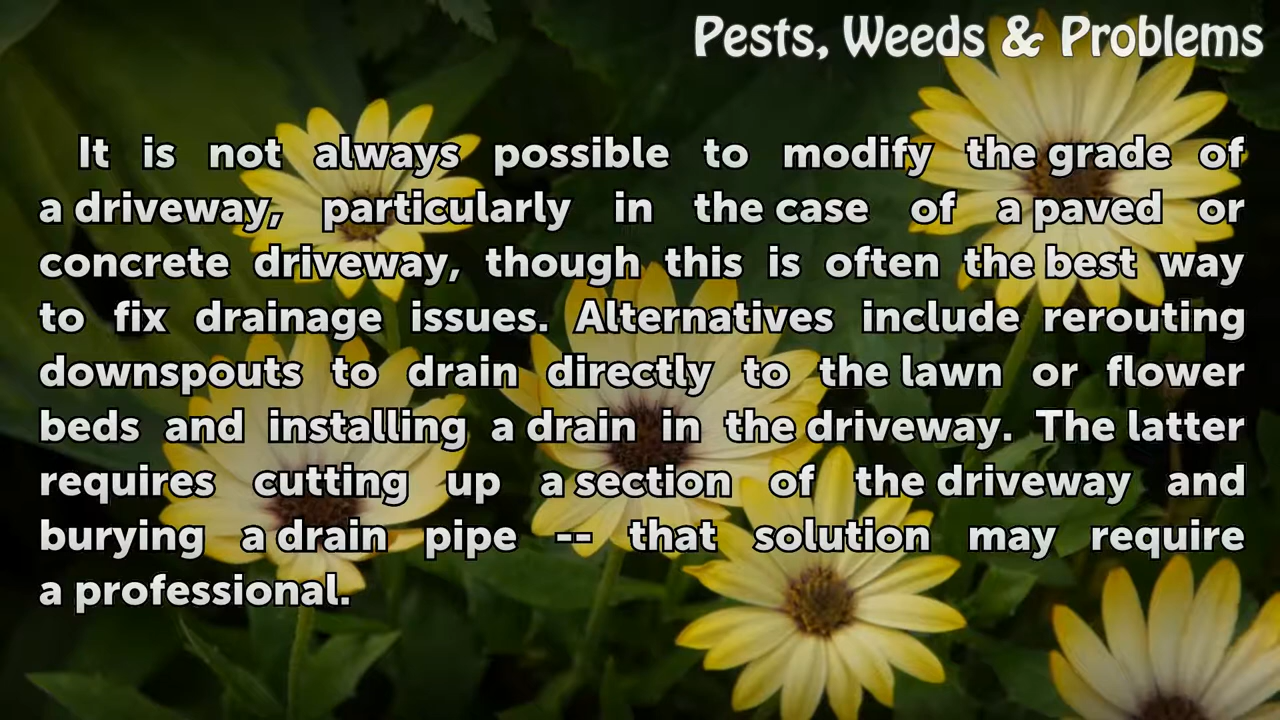 Pests, Weeds & Problems
It is not always possible to modify the grade of
a driveway, particularly in the case of a paved or
concrete driveway, though this is often the best way
to fix drainage issues. Alternatives include rerouting
downspouts to drain directly to the lawn or flower
beds and installing a drain in the driveway. The latter
requires cutting up a section of the driveway and
burying a drain pipe -- that solution may require
a professional.